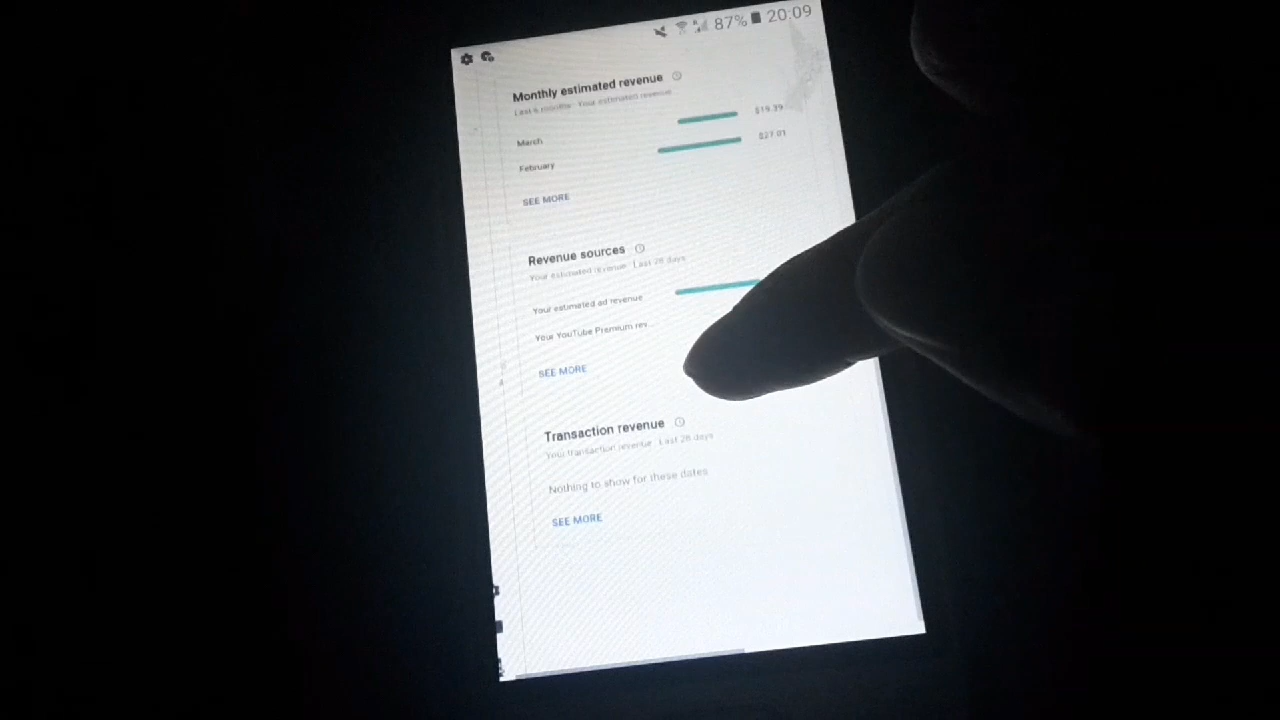 87% 20:09
Monthly estimated revenue
Last 6 months · Your estimated revenue
March $19.39
February $27.01
SEE MORE
Revenue sources
Your estimated revenue · Last 28 days
Your estimated ad revenue
Your YouTube Premium rev...
SEE MORE
Transaction revenue
Your transaction revenue · Last 28 days
Nothing to show for these dates
SEE MORE